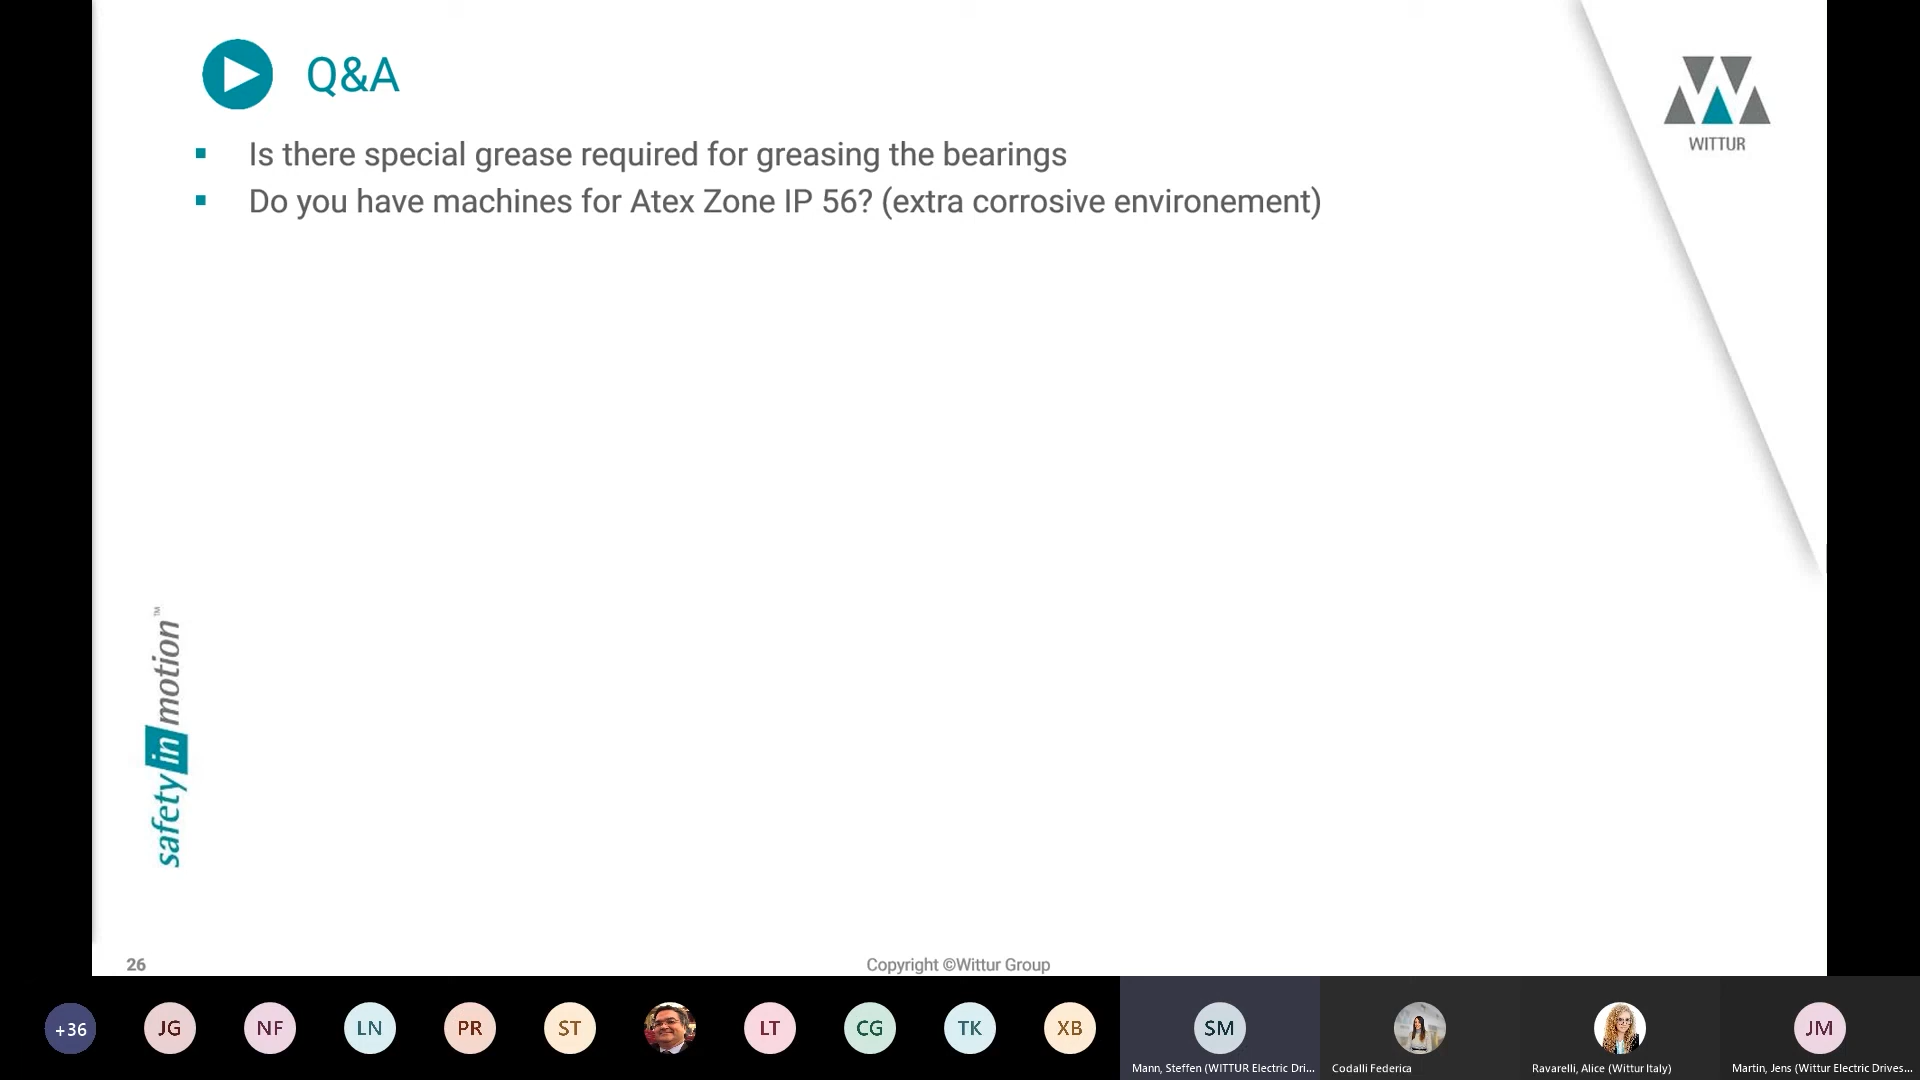 Q&A
Is there special grease required for greasing the bearings
Do you have machines for Atex Zone IP 56? (extra corrosive environement)
WITTUR
safety in motion™
26
Copyright ©Wittur Group
+36
JG
NF
LN
PR
ST
LT
CG
TK
XB
SM
JM
Mann, Steffen (WITTUR Electric Dri...
Codalli Federica
Ravarelli, Alice (Wittur Italy)
Martin, Jens (Wittur Electric Drives...